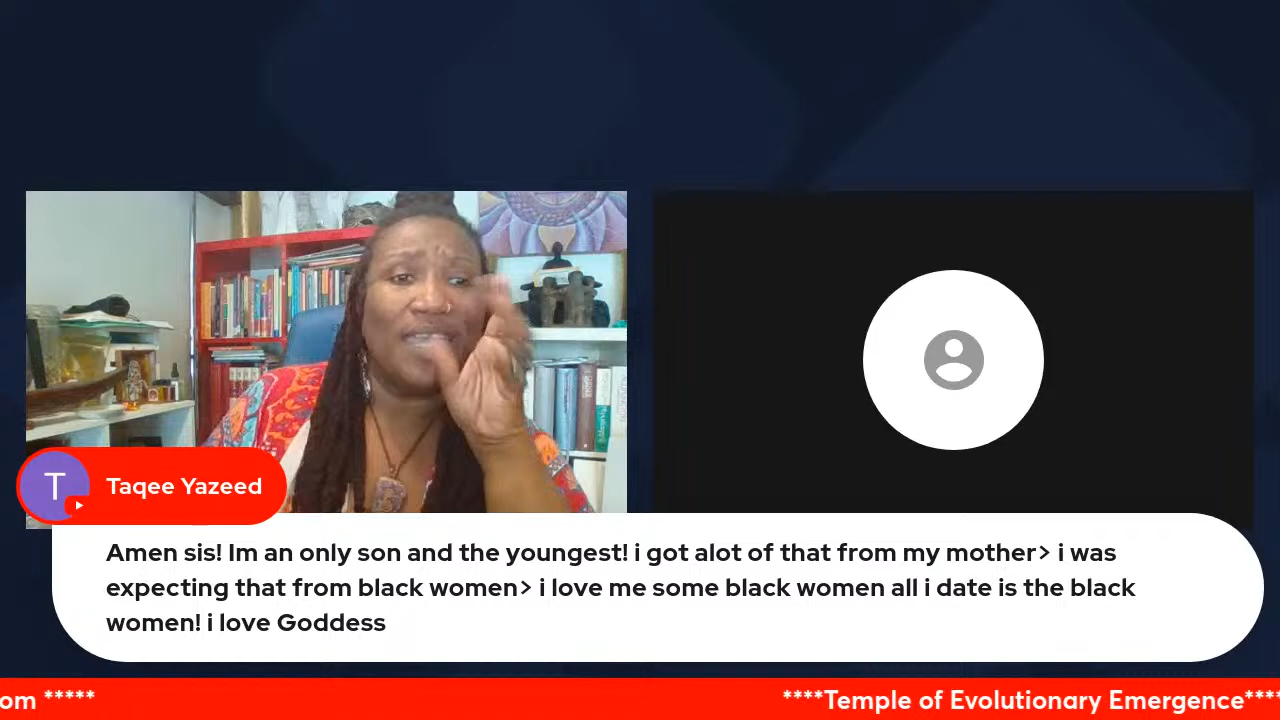 T
Taqee Yazeed
Amen sis! Im an only son and the youngest! i got alot of that from my mother> i was
expecting that from black women> i love me some black women all i date is the black
women! i love Goddess
om ***** ****Temple of Evolutionary Emergence****